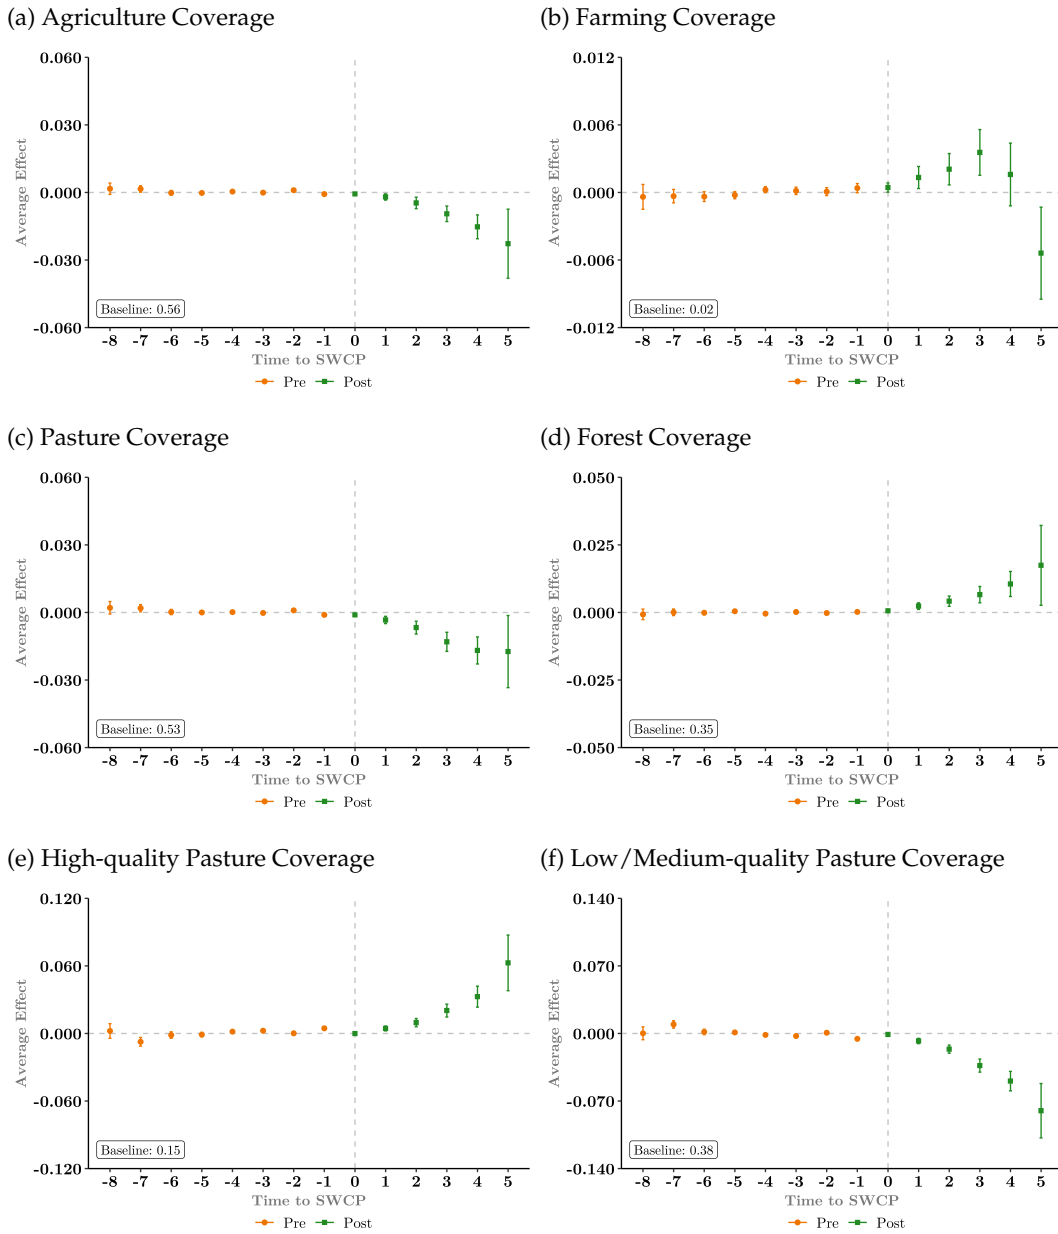 (a) Agriculture Coverage
0.060
0.030
0.000
-0.030
-0.060
Average Effect
Baseline: 0.56
-8 -7 -6 -5 -4 -3 -2 -1 0 1 2 3 4 5
Time to SWCP
Pre Post
(b) Farming Coverage
0.012
0.006
0.000
-0.006
-0.012
Average Effect
Baseline: 0.02
-8 -7 -6 -5 -4 -3 -2 -1 0 1 2 3 4 5
Time to SWCP
Pre Post
(c) Pasture Coverage
0.060
0.030
0.000
-0.030
-0.060
Average Effect
Baseline: 0.53
-8 -7 -6 -5 -4 -3 -2 -1 0 1 2 3 4 5
Time to SWCP
Pre Post
(d) Forest Coverage
0.050
0.025
0.000
-0.025
-0.050
Average Effect
Baseline: 0.35
-8 -7 -6 -5 -4 -3 -2 -1 0 1 2 3 4 5
Time to SWCP
Pre Post
(e) High-quality Pasture Coverage
0.120
0.060
0.000
-0.060
-0.120
Average Effect
Baseline: 0.15
-8 -7 -6 -5 -4 -3 -2 -1 0 1 2 3 4 5
Time to SWCP
Pre Post
(f) Low/Medium-quality Pasture Coverage
0.140
0.070
0.000
-0.070
-0.140
Average Effect
Baseline: 0.38
-8 -7 -6 -5 -4 -3 -2 -1 0 1 2 3 4 5
Time to SWCP
Pre Post